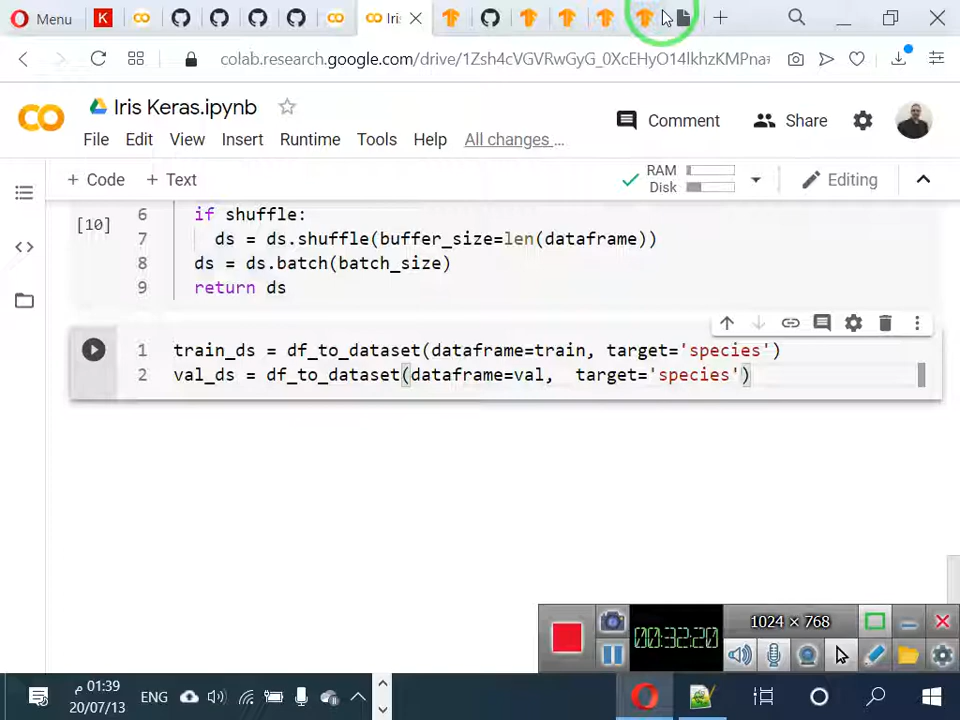 Menu
Iris
colab.research.google.com/drive/1Zsh4cVGVRwGyG_0XcEHyO14lkhzKMPna
Iris Keras.ipynb
Comment
Share
File Edit View Insert Runtime Tools Help All changes ...
+ Code + Text
RAM
Disk
Editing
[10]
6 if shuffle:
7 ds = ds.shuffle(buffer_size=len(dataframe))
8 ds = ds.batch(batch_size)
9 return ds
1 train_ds = df_to_dataset(dataframe=train, target='species')
2 val_ds = df_to_dataset(dataframe=val, target='species')
00:32:20
1024 × 768
01:39 م
20/07/13
ENG